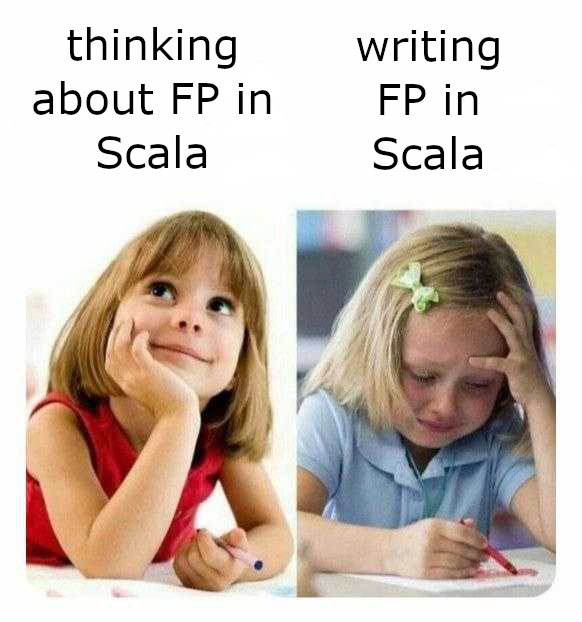 thinking
about FP in
Scala
writing
FP in
Scala